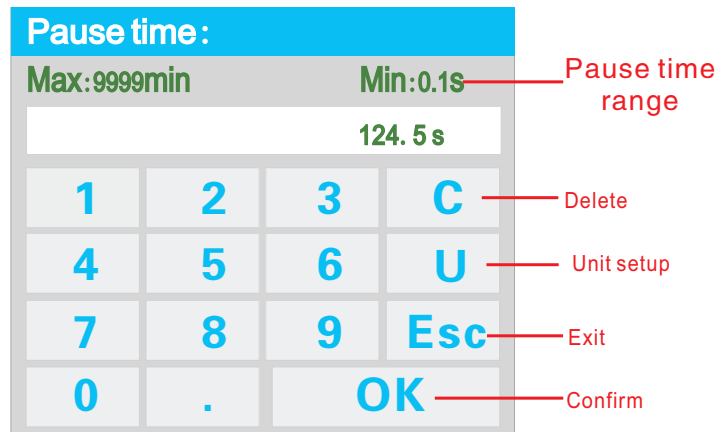 Pause time:
Max:9999min Min:0.1s
Pause time
range
124.5 s
1 2 3 C Delete
4 5 6 U Unit setup
7 8 9 Esc Exit
0 . OK Confirm